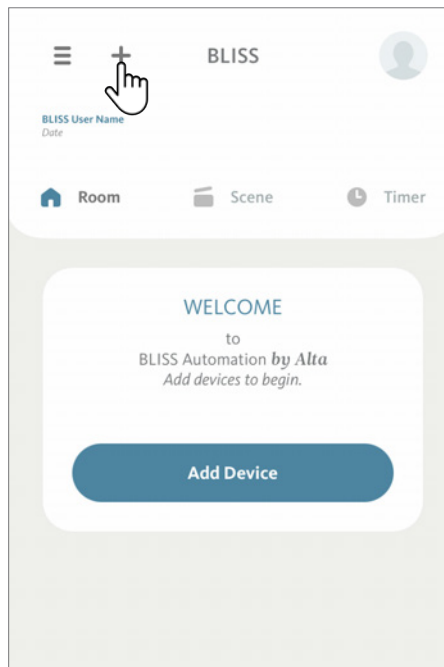 BLISS
BLISS User Name
Date
Room
Scene
Timer
WELCOME
to
BLISS Automation by Alta
Add devices to begin.
Add Device